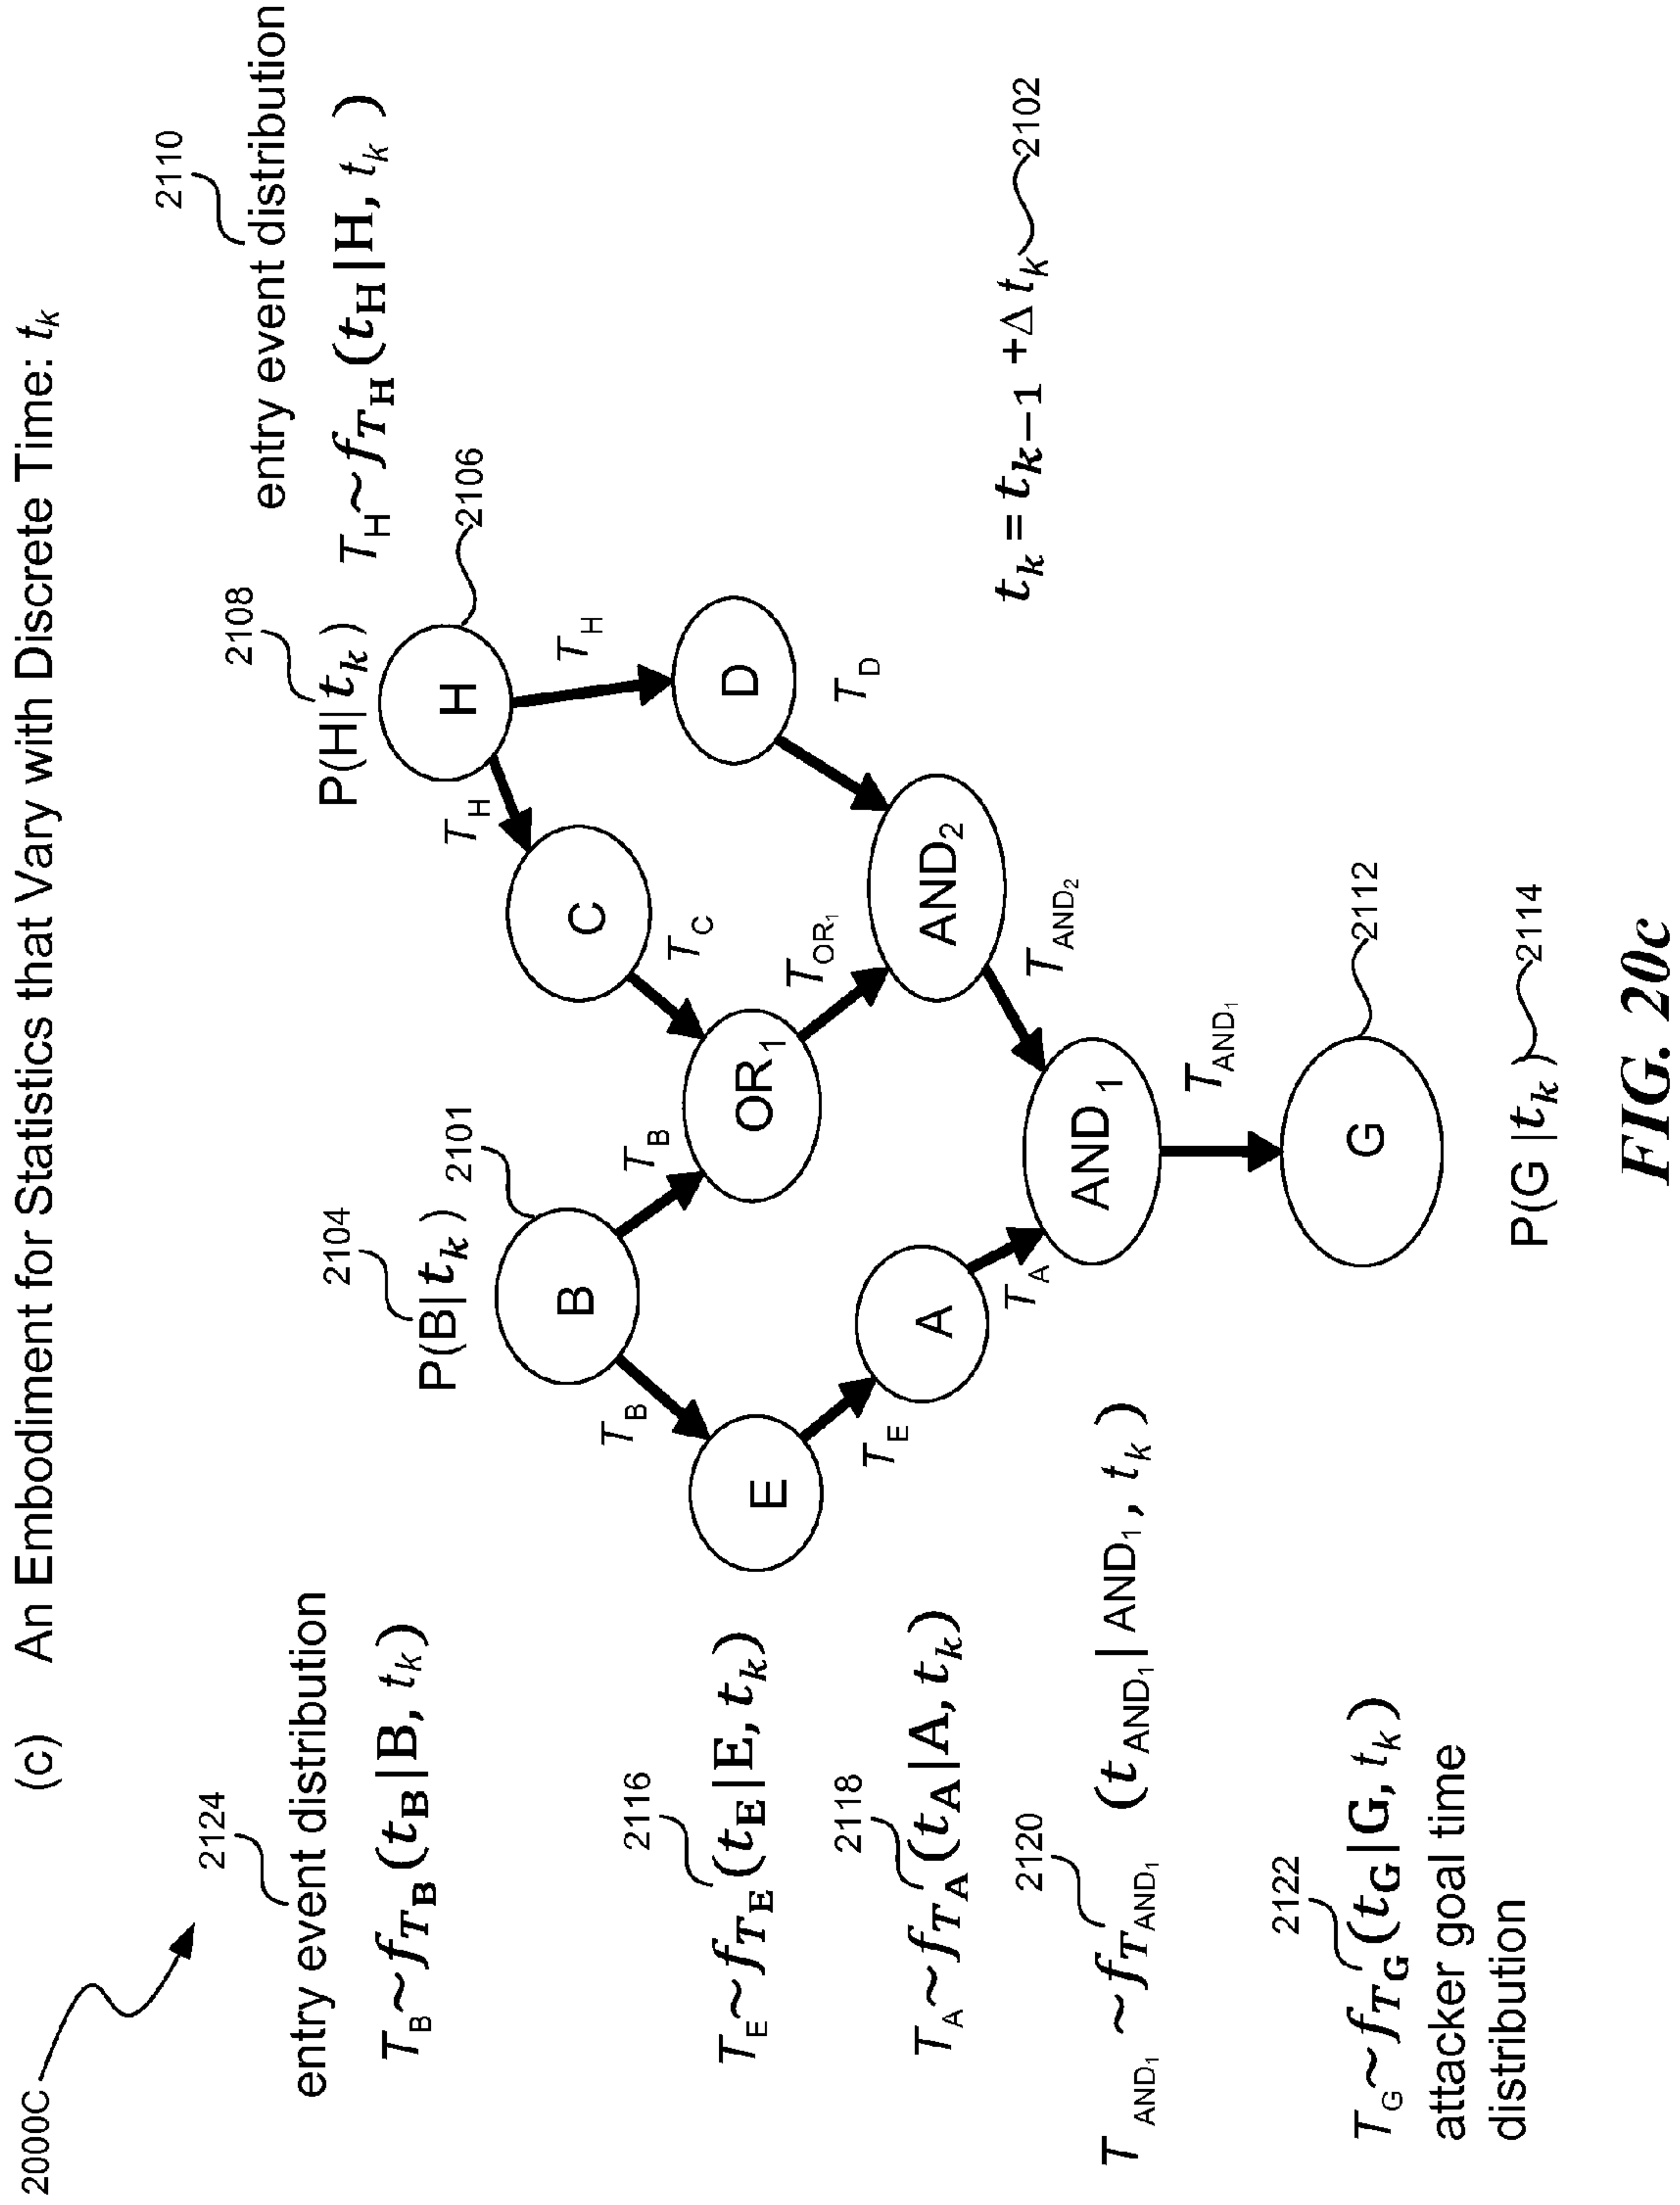 (c) An Embodiment for Statistics that Vary with Discrete Time: t_k
2000C
2124
entry event distribution
T_B ~ f_{T_B}(t_B|B, t_k)
2110
entry event distribution
T_H ~ f_{T_H}(t_H|H, t_k)
2104
P(B|t_k)
2101
2108
P(H|t_k)
2106
B
H
T_B
T_B
T_H
T_H
C
D
E
OR_1
T_C
T_D
2116
T_E ~ f_{T_E}(t_E|E, t_k)
T_E
T_{OR_1}
A
AND_2
2118
T_A ~ f_{T_A}(t_A|A, t_k)
T_A
T_{AND_2}
t_k = t_{k-1} + Δ t_k
2102
AND_1
2120
T_{AND_1} ~ f_{T_{AND_1}} (t_{AND_1}|AND_1, t_k)
T_{AND_1}
G
2112
2122
T_G ~ f_{T_G}(t_G|G, t_k)
attacker goal time
distribution
P(G|t_k)
2114
FIG. 20c